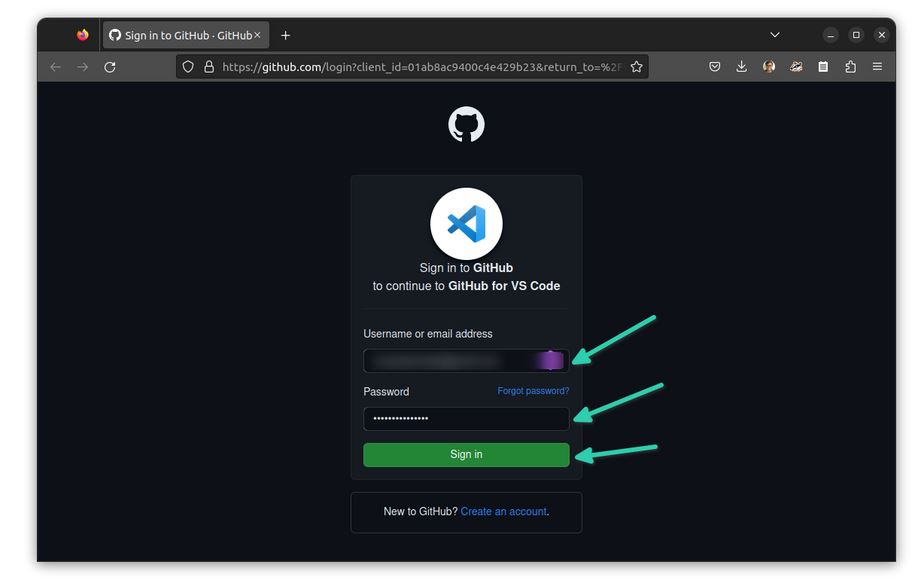 Sign in to GitHub · GitHub
https://github.com/login?client_id=01ab8ac9400c4e429b23&return_to=%2F
Sign in to GitHub
to continue to GitHub for VS Code
Username or email address
Password
Forgot password?
••••••••••••••
Sign in
New to GitHub? Create an account.